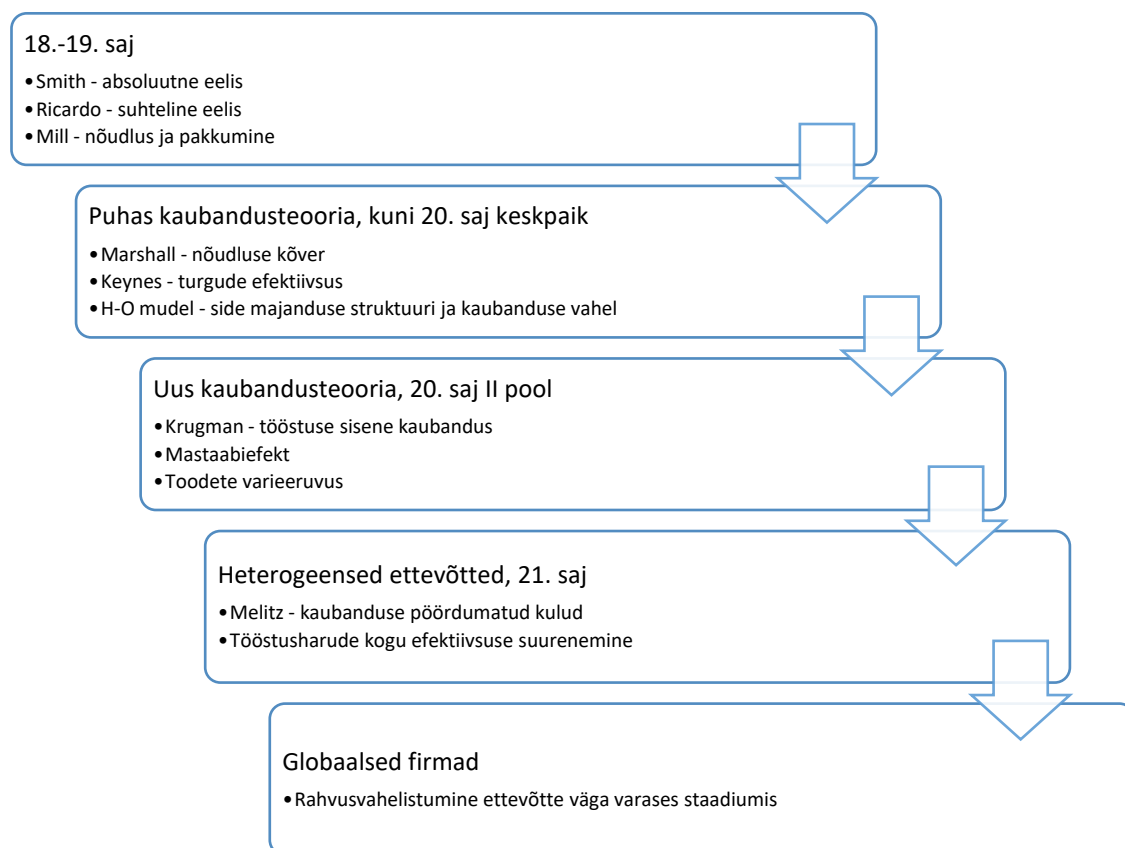 18.-19. saj
•Smith - absoluutne eelis
•Ricardo - suhteline eelis
•Mill - nõudlus ja pakkumine
Puhas kaubandusteooria, kuni 20. saj keskpaik
•Marshall - nõudluse kõver
•Keynes - turgude efektiivsus
•H-O mudel - side majanduse struktuuri ja kaubanduse vahel
Uus kaubandusteooria, 20. saj II pool
•Krugman - tööstuse sisene kaubandus
•Mastaabiefekt
•Toodete varieeruvus
Heterogeensed ettevõtted, 21. saj
•Melitz - kaubanduse pöördumatud kulud
•Tööstusharude kogu efektiivsuse suurenemine
Globaalsed firmad
•Rahvusvahelistumine ettevõtte väga varases staadiumis